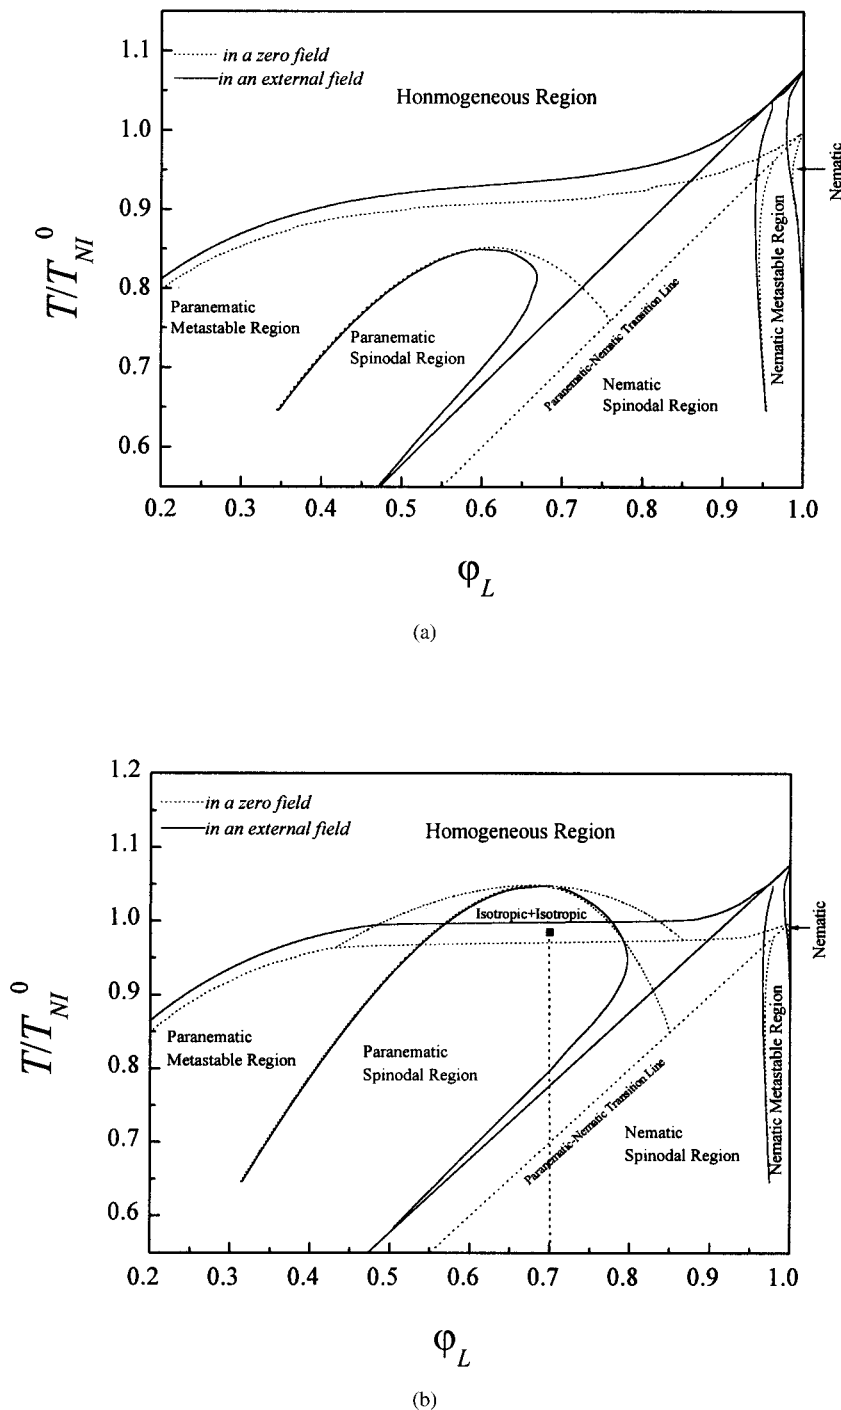 1.1
1.0
0.9
0.8
0.7
0.6
T/T_NI^0
in a zero field
in an external field
Honmogeneous Region
Paranematic
Metastable Region
Paranematic
Spinodal Region
Paranematic-Nematic Transition Line
Nematic
Spinodal Region
Nematic Metastable Region
Nematic
0.2 0.3 0.4 0.5 0.6 0.7 0.8 0.9 1.0
φ_L
(a)
1.2
1.1
1.0
0.9
0.8
0.7
0.6
T/T_NI^0
in a zero field
in an external field
Homogeneous Region
Isotropic+Isotropic
Paranematic
Metastable Region
Paranematic
Spinodal Region
Paranematic-Nematic Transition Line
Nematic
Spinodal Region
Nematic Metastable Region
Nematic
0.2 0.3 0.4 0.5 0.6 0.7 0.8 0.9 1.0
φ_L
(b)